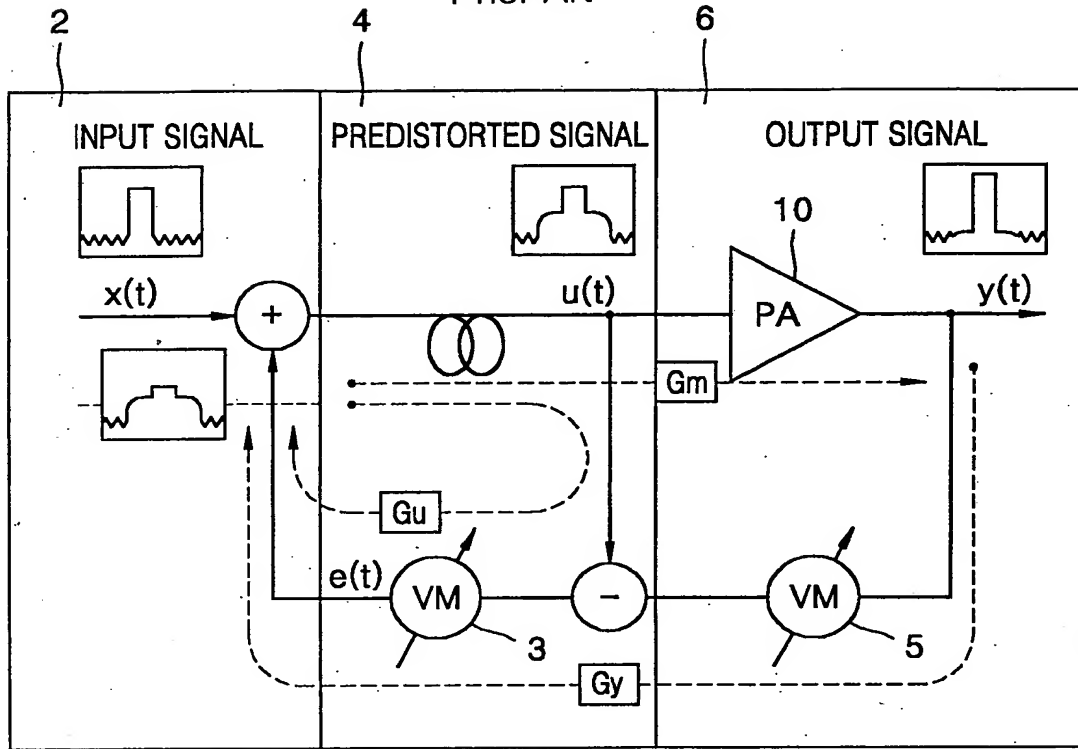 2
4
6
INPUT SIGNAL
PREDISTORTED SIGNAL
OUTPUT SIGNAL
10
x(t)
+
u(t)
PA
y(t)
Gm
Gu
e(t)
VM
-
VM
3
5
Gy